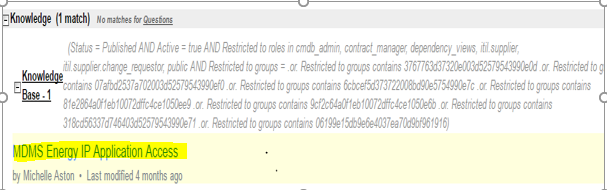 Knowledge (1 match) No matches for Questions
(Status = Published AND Active = true AND Restricted to roles in cmdb_admin, contract_manager, dependency_views, itil.supplier,
itil.supplier.change_requestor, public AND Restricted to groups = .or. Restricted to groups contains 3767763d37320e003d52579543990e0d .or. Restricted to g
Knowledge Base - 1
contains 07afbd2537a702003d52579543990ef0 .or. Restricted to groups contains 6cbcef5d373722008bd90e5754990e7c .or. Restricted to groups contains
81e2864a0f1eb10072dffc4ce1050ee9 .or. Restricted to groups contains 9cf2c64a0f1eb10072dffc4ce1050e6b .or. Restricted to groups contains
318cd56337d746403d52579543990e71 .or. Restricted to groups contains 06199e15db9e6e4037ea70d9bf961916)
MDMS Energy IP Application Access
by Michelle Aston • Last modified 4 months ago